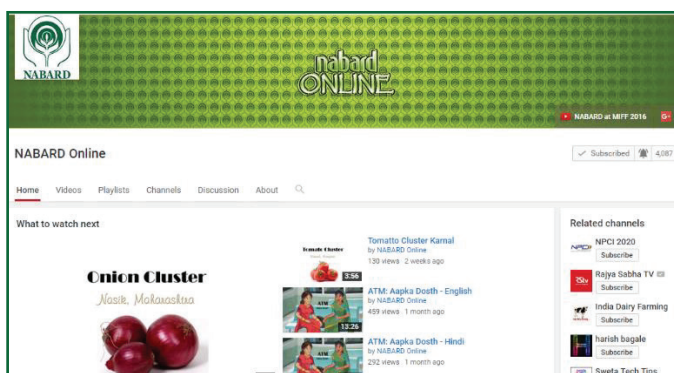 NABARD
nabard
ONLINE
NABARD at MIFF 2016
G+
NABARD Online
Subscribed 4,087
Home Videos Playlists Channels Discussion About
What to watch next
Onion Cluster
Nasik, Maharashtra
Tomato Cluster
3:56
Tomatto Cluster Karnal
by NABARD Online
130 views · 2 weeks ago
ATM
13:26
ATM: Aapka Dosth - English
by NABARD Online
459 views · 1 month ago
ATM
ATM: Aapka Dosth - Hindi
by NABARD Online
292 views · 1 month ago
Related channels
NPCI
NPCI 2020
Subscribe
Rajya Sabha TV
Subscribe
India Dairy Farming
Subscribe
harish bagale
Subscribe
Sweta Tech Tips